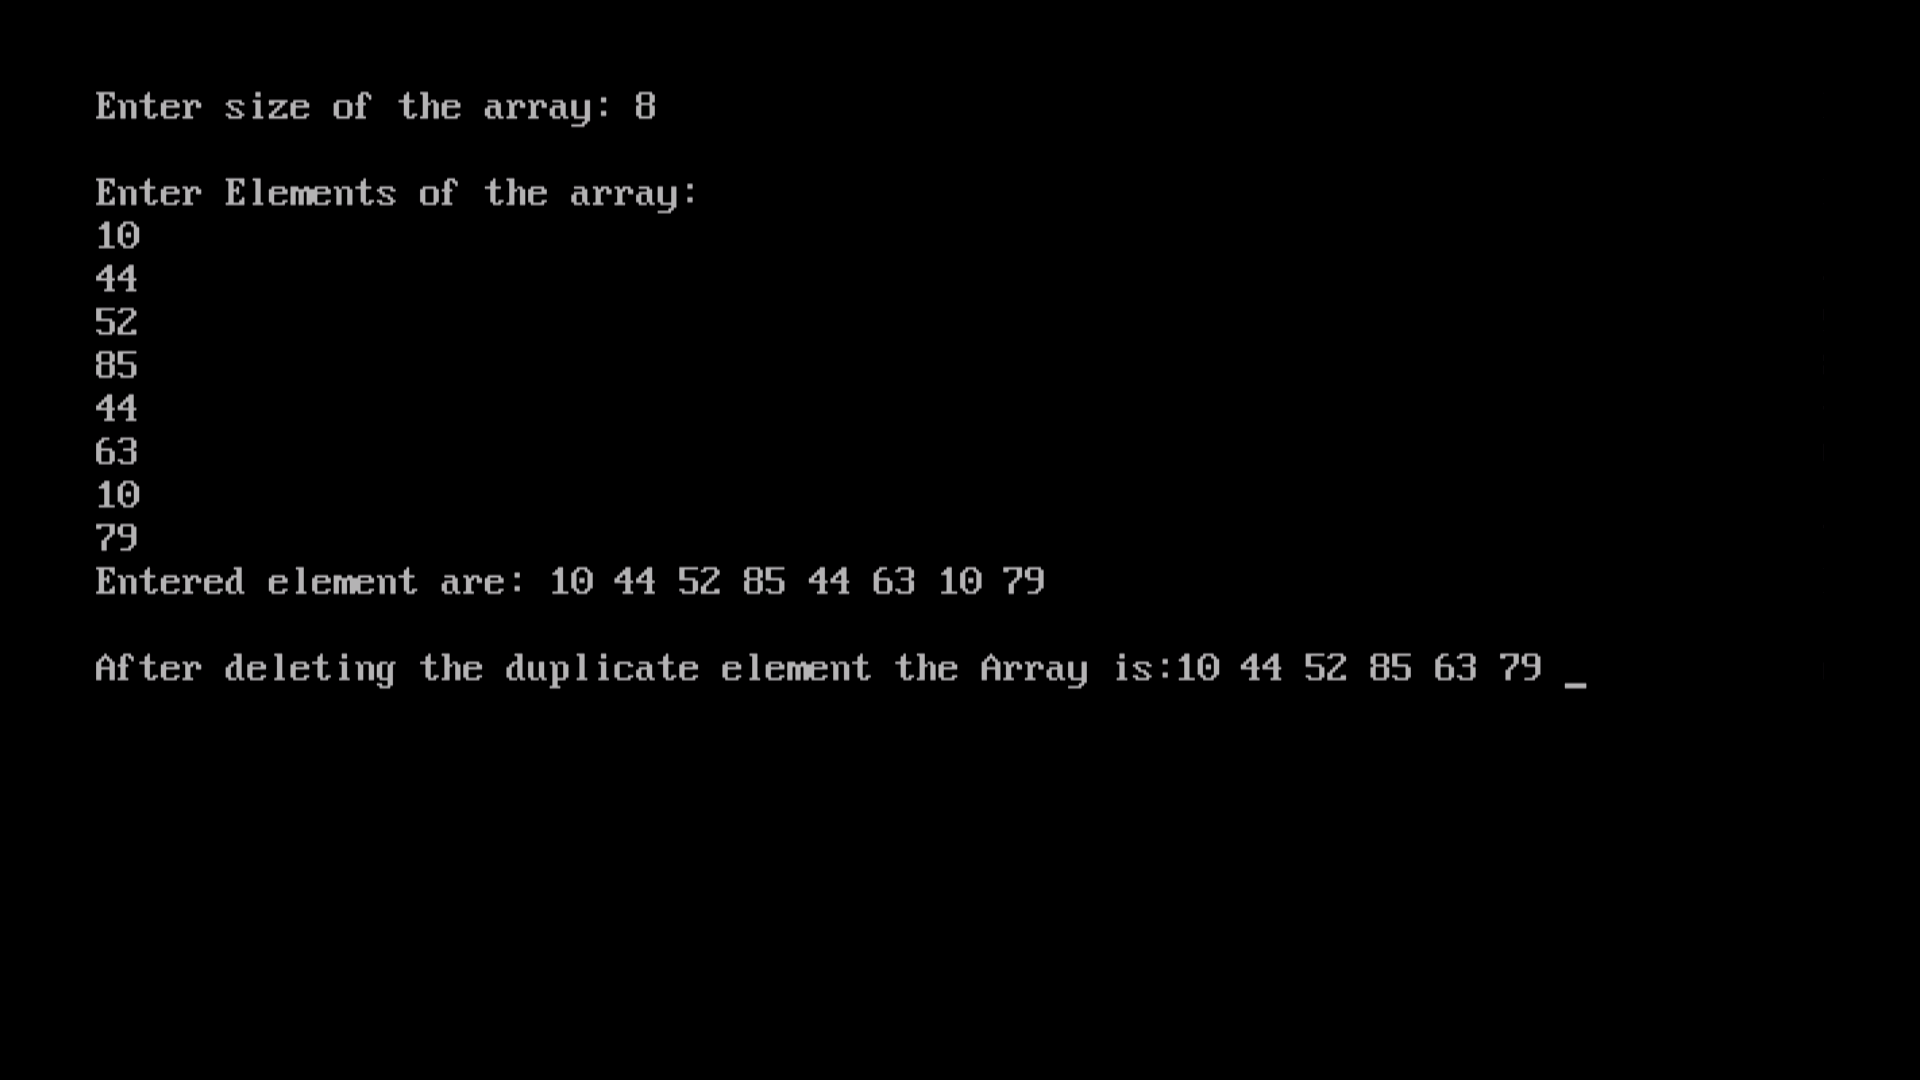 Enter size of the array: 8
Enter Elements of the array:
10
44
52
85
44
63
10
79
Entered element are: 10 44 52 85 44 63 10 79
After deleting the duplicate element the Array is:10 44 52 85 63 79 _